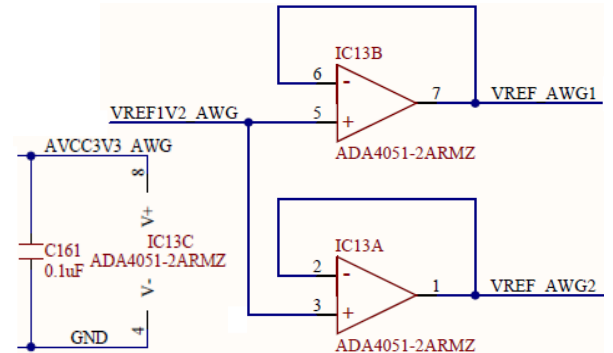 IC13B
6
-
7
VREF_AWG1
VREF1V2_AWG
5
+
ADA4051-2ARMZ
AVCC3V3_AWG
8
V+
C161
0.1uF
IC13C
ADA4051-2ARMZ
V-
4
GND
IC13A
2
-
1
VREF_AWG2
3
+
ADA4051-2ARMZ